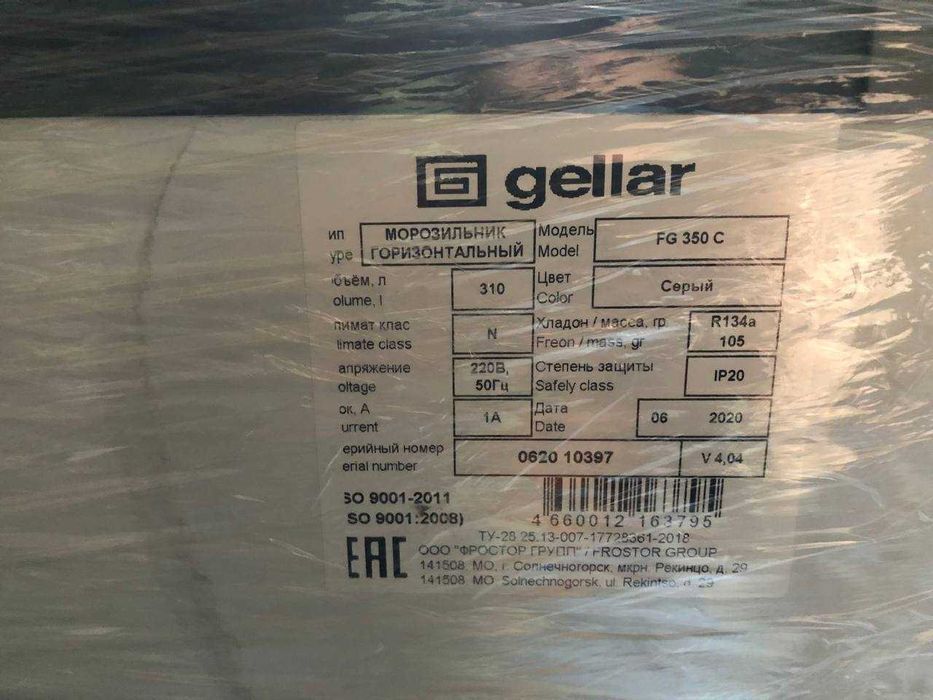 G gellar
ип МОРОЗИЛЬНИК Модель FG 350 C
ype ГОРИЗОНТАЛЬНЫЙ Model
бъём, л 310 Цвет Серый
olume, l Color
лимат клас N Хладон / масса, гр R134a
limate class Freon / mass, gr 105
апряжение 220В, Степень защиты IP20
oltage 50Гц Safely class
ок, А 1А Дата 06 2020
urrent Date
ерийный номер 0620 10397 V 4,04
erial number
SO 9001-2011
SO 9001:2008)
4 660012 163795
ТУ-28.25.13-007-17728361-2018
EAC ООО "ФРОСТОР ГРУПП" / FROSTOR GROUP
141508, МО, г. Солнечногорск, мкрн. Рекинцо, д. 29
141508 MO, Solnechnogorsk, ul. Rekintso, d. 29